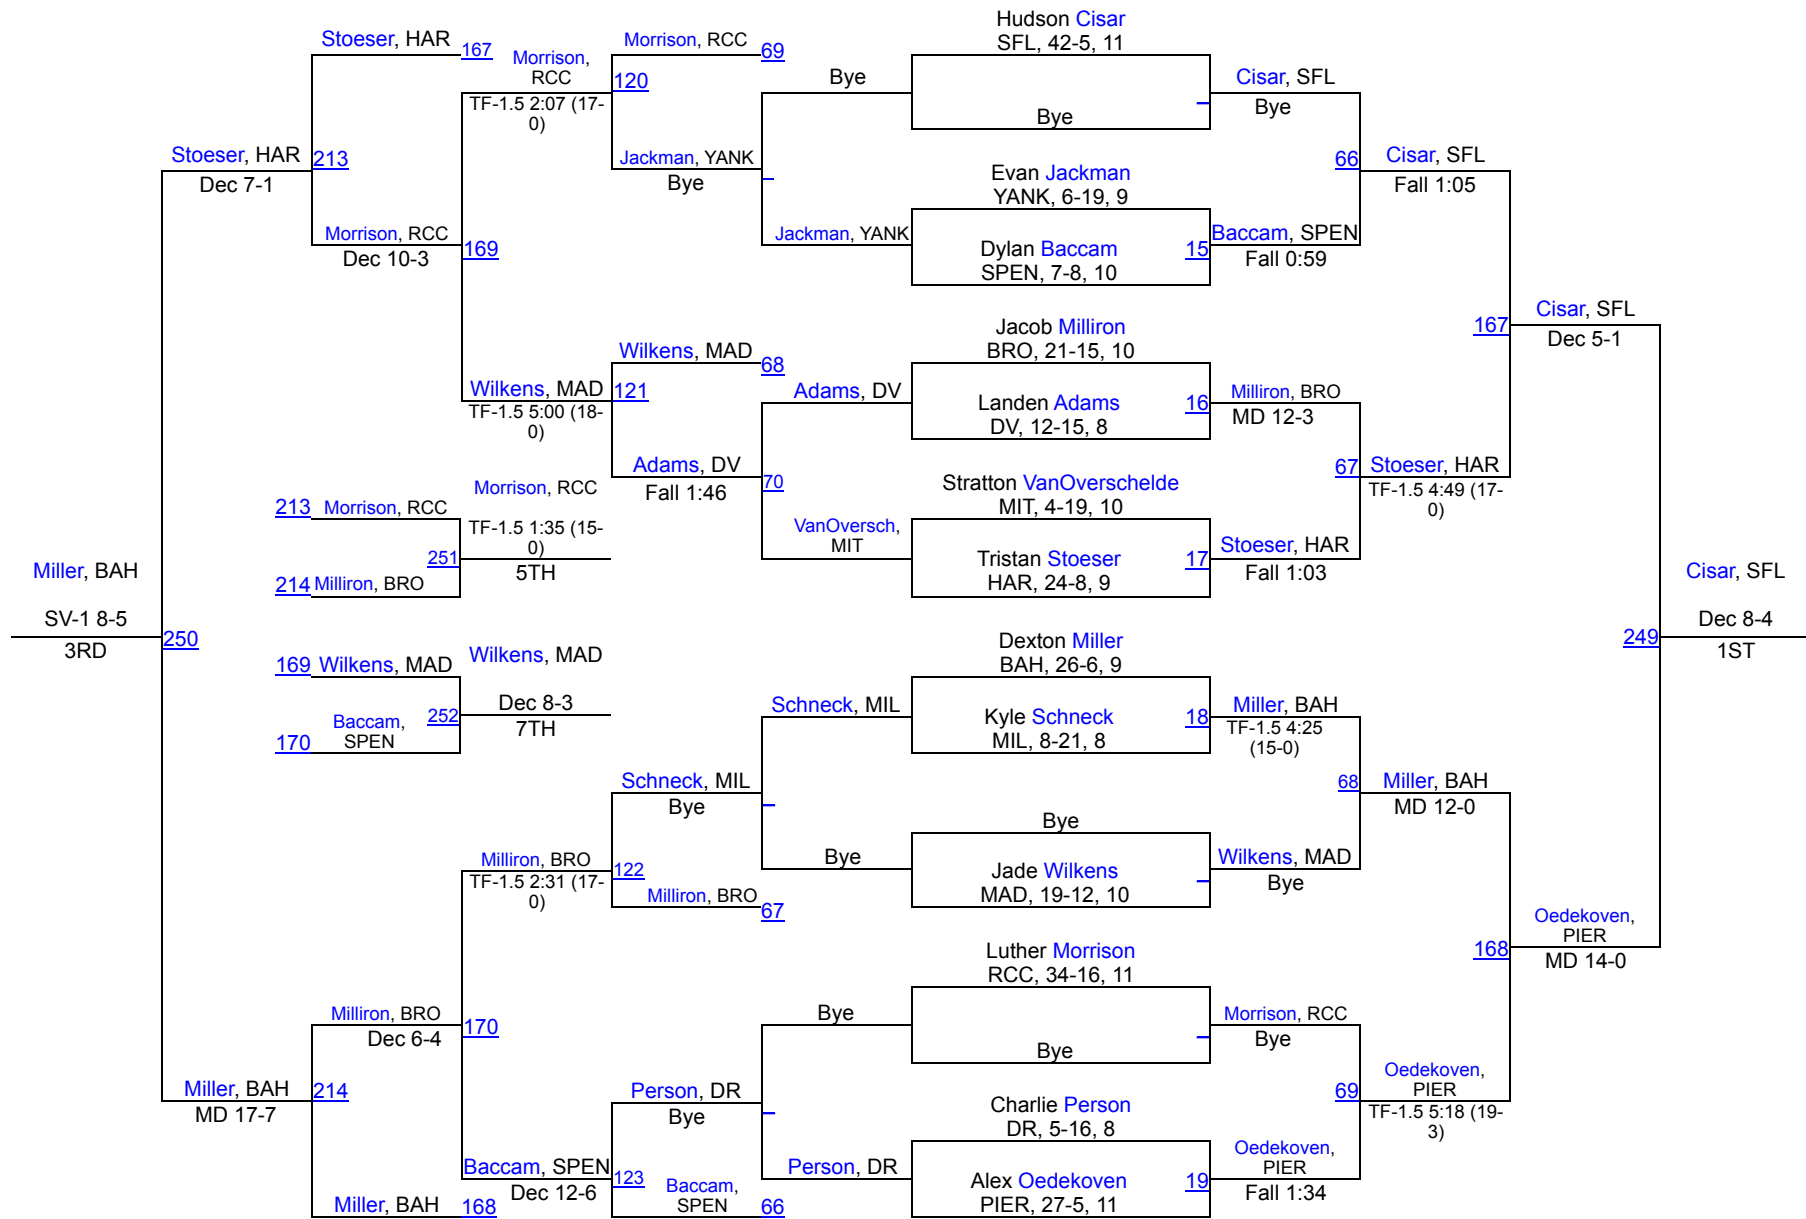 Stoeser, HAR
167
Stoeser, HAR
Dec 7-1
213
Morrison, RCC
Dec 10-3
169
Morrison,
RCC
TF-1.5 2:07 (17-
0)
120
Morrison, RCC
69
Jackman, YANK
Bye
Bye
Jackman, YANK
Wilkens, MAD
TF-1.5 5:00 (18-
0)
121
Wilkens, MAD
68
Adams, DV
Fall 1:46
70
Adams, DV
VanOversch,
MIT
213
Morrison, RCC
214
Milliron, BRO
251
Morrison, RCC
TF-1.5 1:35 (15-
0)
5TH
Miller, BAH
SV-1 8-5
3RD
250
169
Wilkens, MAD
170
Baccam,
SPEN
252
Wilkens, MAD
Dec 8-3
7TH
Schneck, MIL
Schneck, MIL
Bye
Bye
Milliron, BRO
TF-1.5 2:31 (17-
0)
122
Milliron, BRO
67
Milliron, BRO
Dec 6-4
170
Miller, BAH
MD 17-7
214
Miller, BAH
168
Baccam, SPEN
Dec 12-6
123
Person, DR
Bye
Baccam,
SPEN
66
Bye
Person, DR
Hudson Cisar
SFL, 42-5, 11
Bye
Cisar, SFL
Bye
Evan Jackman
YANK, 6-19, 9
Dylan Baccam
SPEN, 7-8, 10
15
Baccam, SPEN
Fall 0:59
66
Cisar, SFL
Fall 1:05
Jacob Milliron
BRO, 21-15, 10
Landen Adams
DV, 12-15, 8
16
Milliron, BRO
MD 12-3
Stratton VanOverschelde
MIT, 4-19, 10
Tristan Stoeser
HAR, 24-8, 9
17
Stoeser, HAR
Fall 1:03
67
Stoeser, HAR
TF-1.5 4:49 (17-
0)
167
Cisar, SFL
Dec 5-1
Dexton Miller
BAH, 26-6, 9
Kyle Schneck
MIL, 8-21, 8
18
Miller, BAH
TF-1.5 4:25
(15-0)
Bye
Jade Wilkens
MAD, 19-12, 10
Wilkens, MAD
Bye
68
Miller, BAH
MD 12-0
Luther Morrison
RCC, 34-16, 11
Bye
Morrison, RCC
Bye
Charlie Person
DR, 5-16, 8
Alex Oedekoven
PIER, 27-5, 11
19
Oedekoven,
PIER
Fall 1:34
69
Oedekoven,
PIER
TF-1.5 5:18 (19-
3)
168
Oedekoven,
PIER
MD 14-0
249
Cisar, SFL
Dec 8-4
1ST